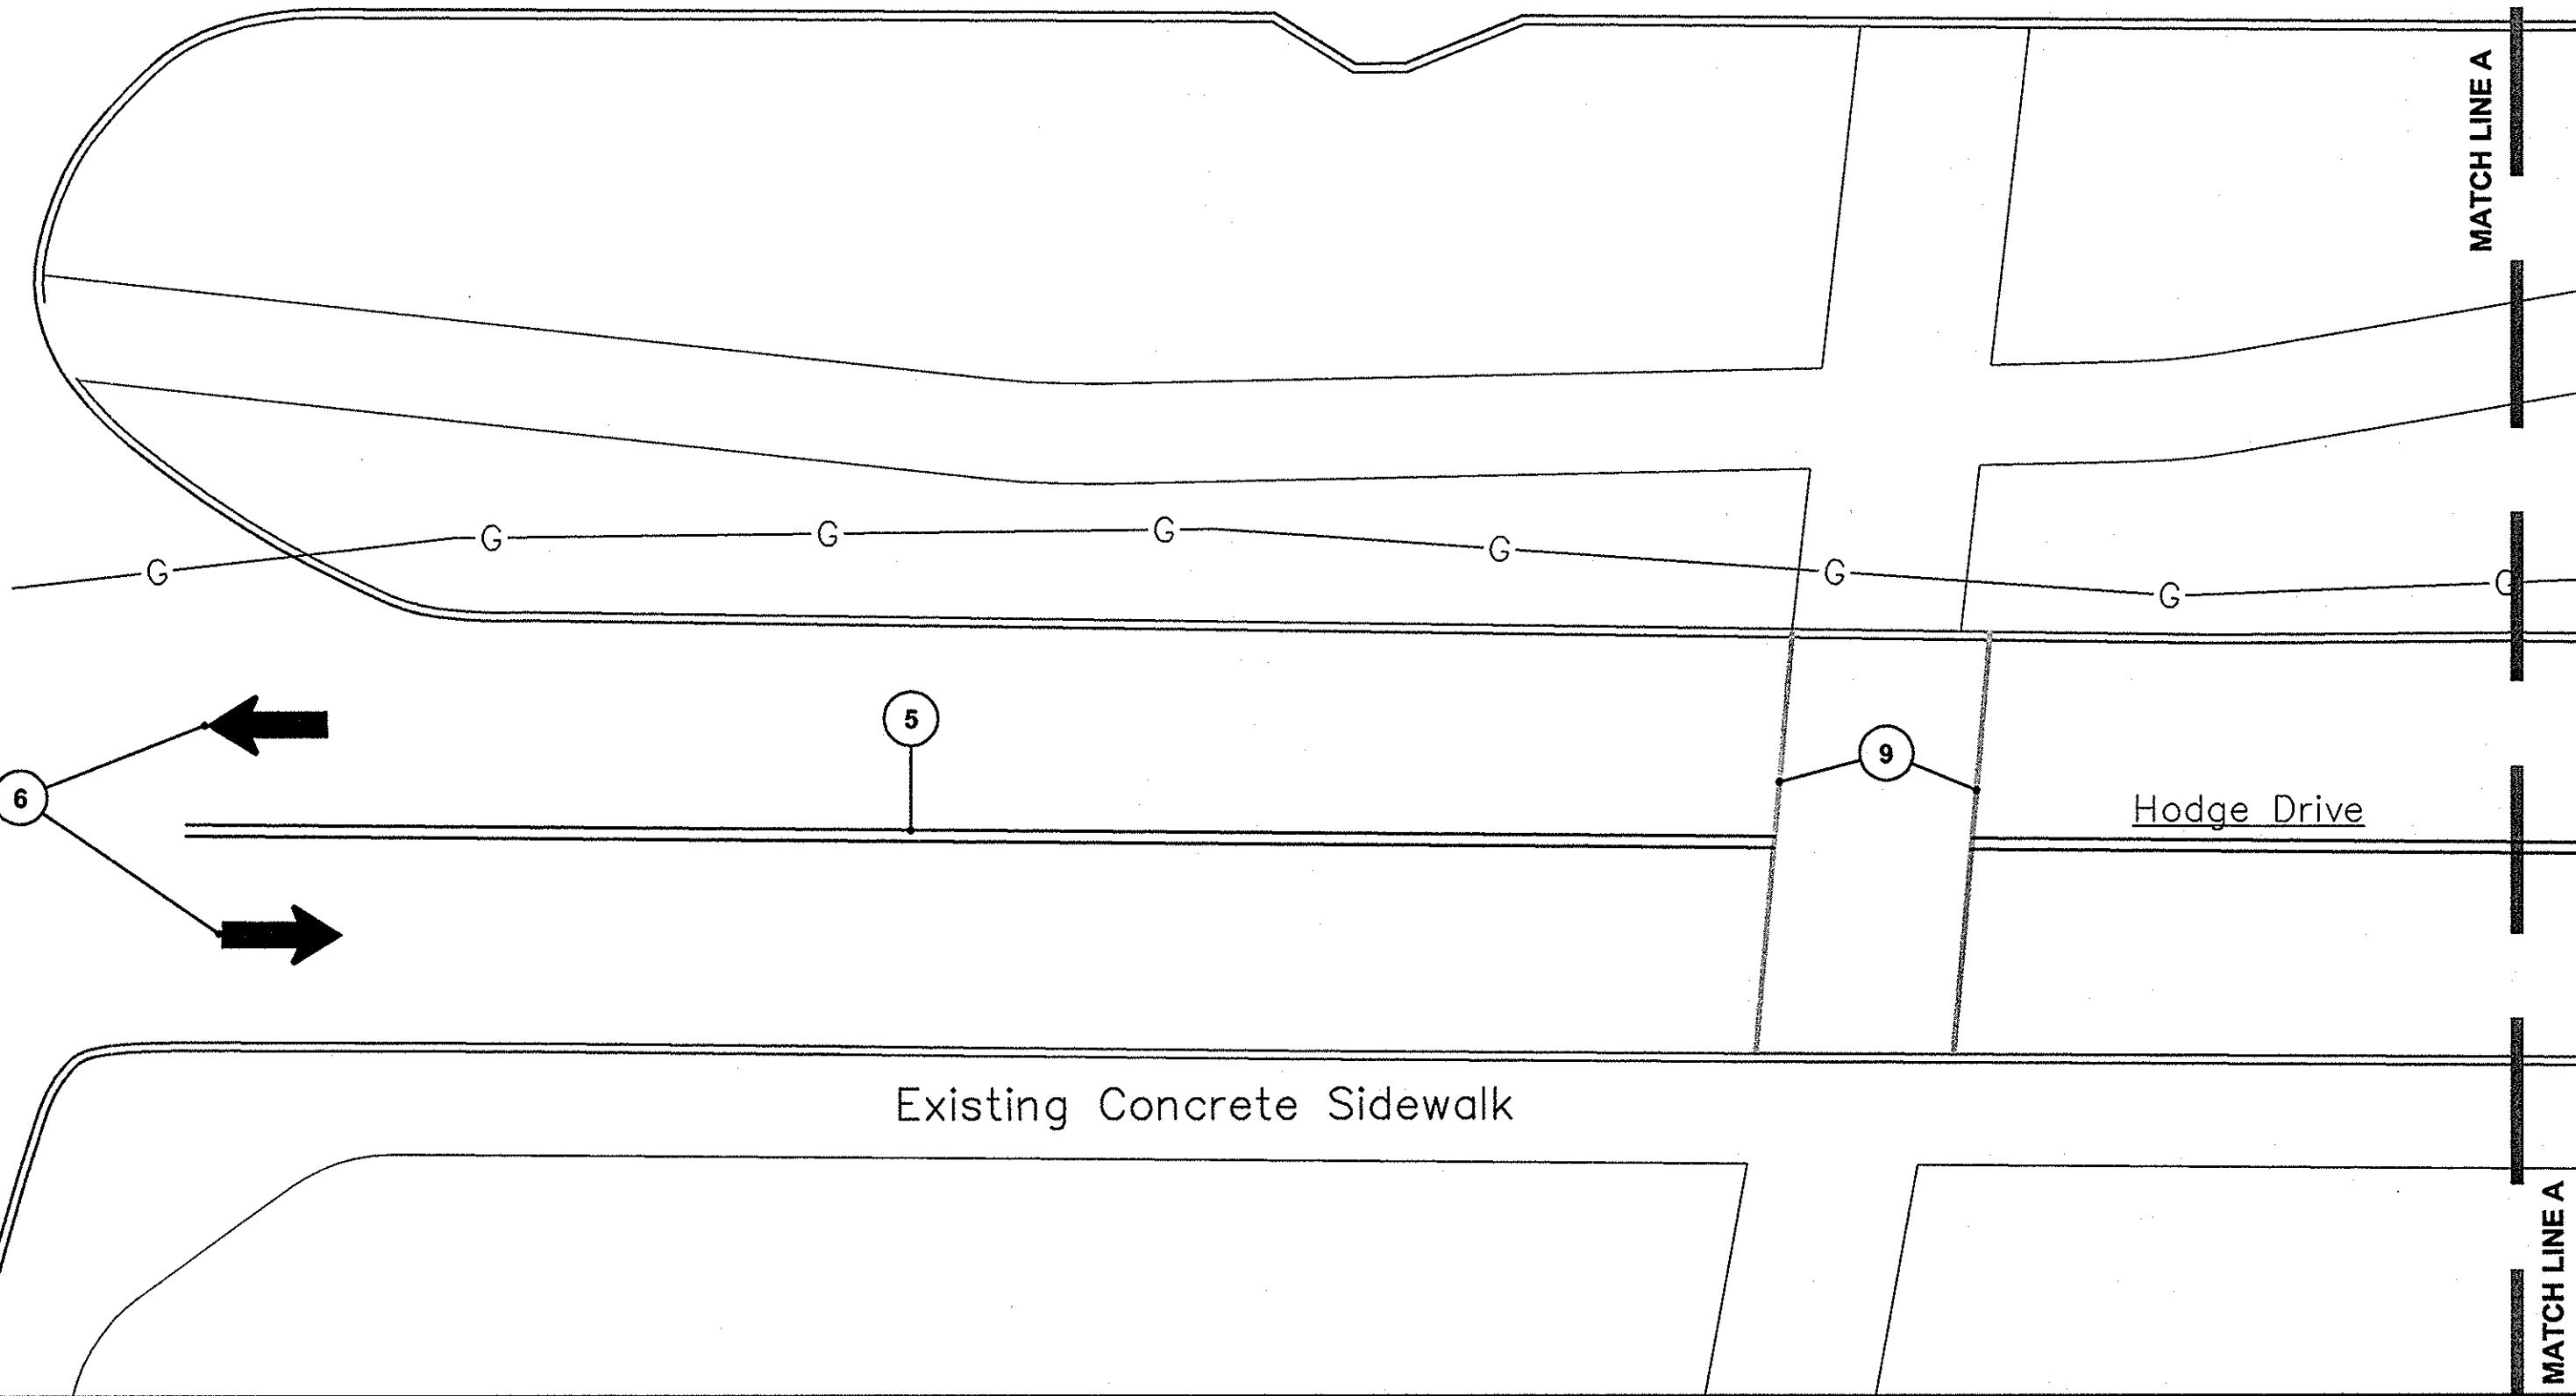 MATCH LINE A
G G G G G G G G
5
6
9
Hodge Drive
Existing Concrete Sidewalk
MATCH LINE A